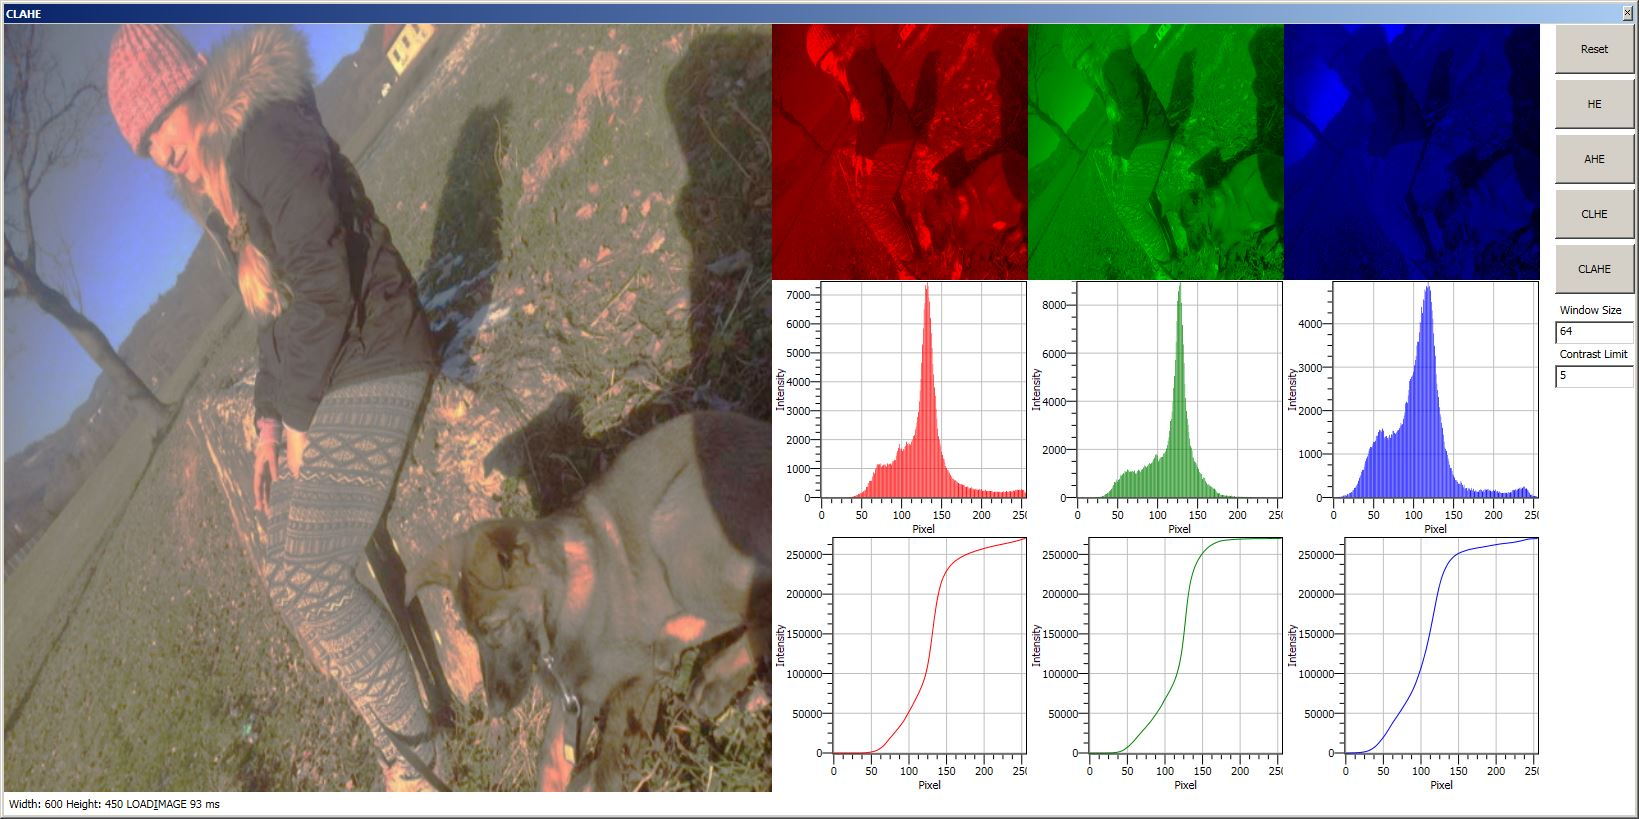 CLAHE
Reset
HE
AHE
CLHE
CLAHE
Window Size
64
Contrast Limit
5
7000
6000
5000
4000
3000
2000
1000
0
Intensity
0 50 100 150 200 250
Pixel
8000
6000
4000
2000
0
Intensity
0 50 100 150 200 250
Pixel
4000
3000
2000
1000
0
Intensity
0 50 100 150 200 250
Pixel
250000
200000
150000
100000
50000
0
Intensity
0 50 100 150 200 250
Pixel
250000
200000
150000
100000
50000
0
Intensity
0 50 100 150 200 250
Pixel
250000
200000
150000
100000
50000
0
Intensity
0 50 100 150 200 250
Pixel
Width: 600 Height: 450 LOADIMAGE 93 ms